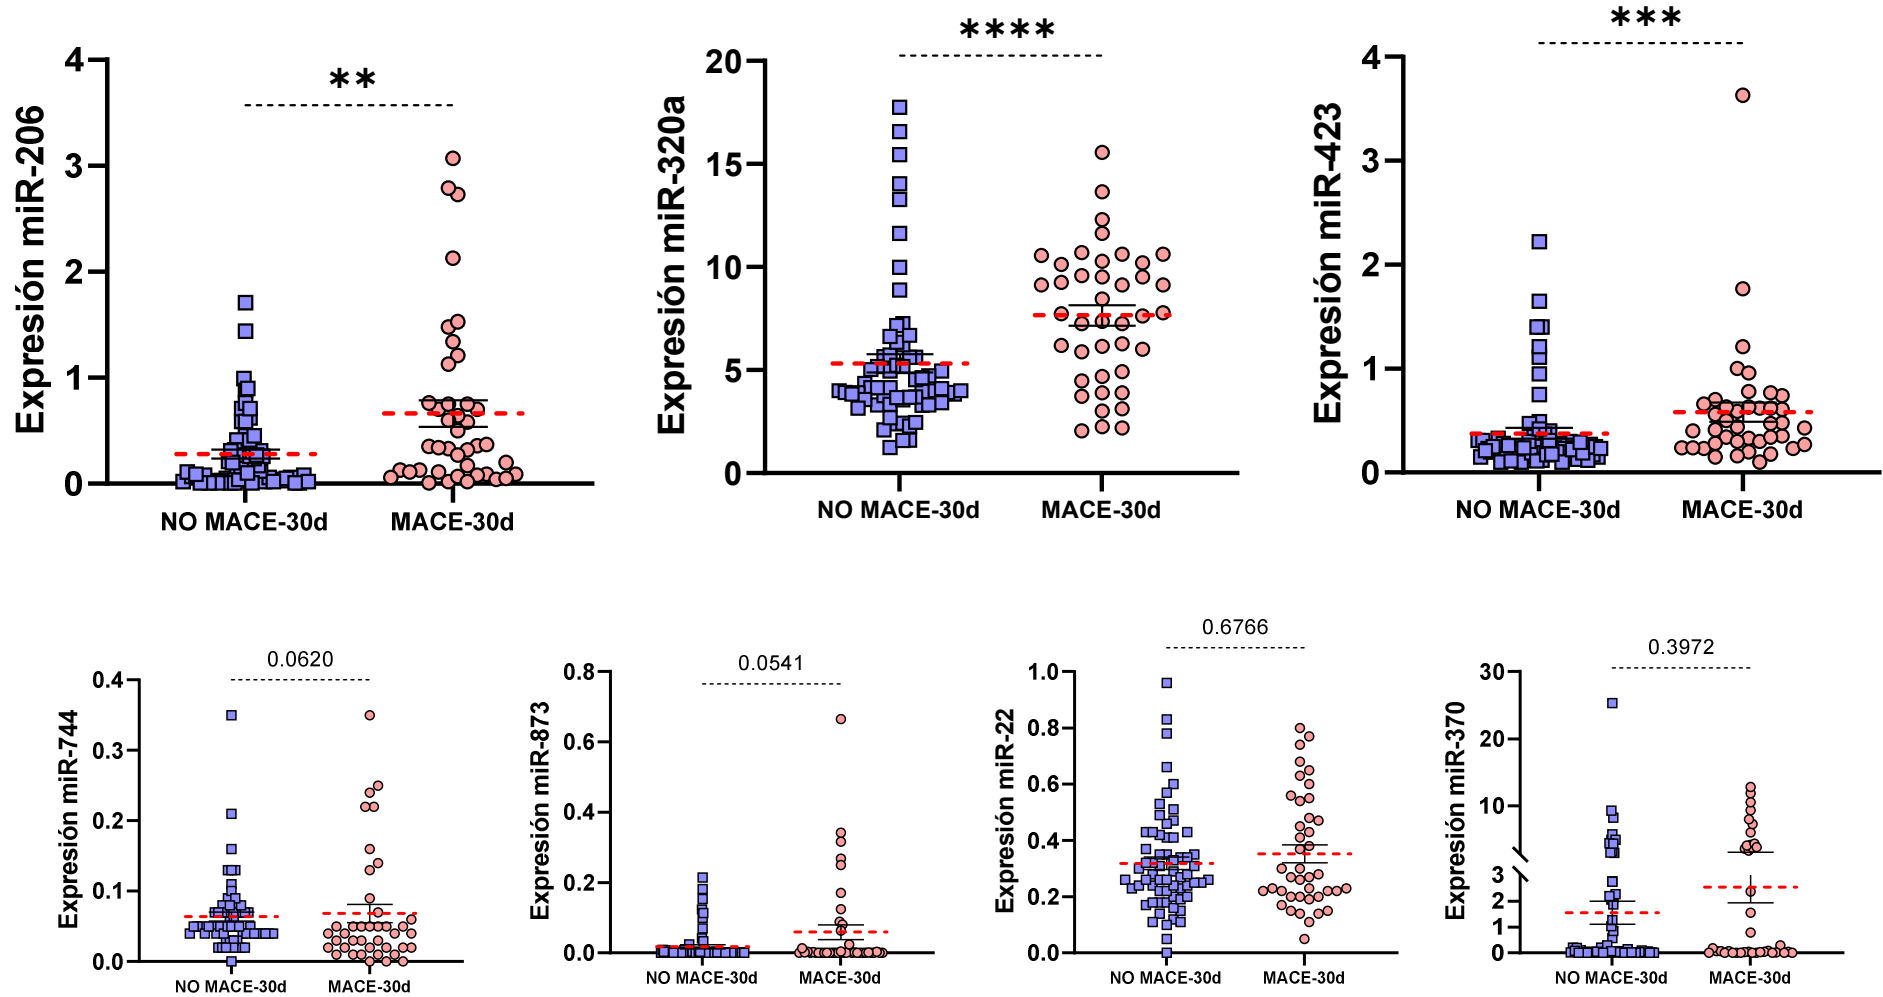 **
4
3
2
1
0
Expresión miR-206
NO MACE-30d
MACE-30d
****
20
15
10
5
0
Expresión miR-320a
NO MACE-30d
MACE-30d
***
4
3
2
1
0
Expresión miR-423
NO MACE-30d
MACE-30d
0.0620
0.4
0.3
0.2
0.1
0.0
Expresión miR-744
NO MACE-30d
MACE-30d
0.0541
0.8
0.6
0.4
0.2
0.0
Expresión miR-873
NO MACE-30d
MACE-30d
0.6766
1.0
0.8
0.6
0.4
0.2
0.0
Expresión miR-22
NO MACE-30d
MACE-30d
0.3972
30
20
10
3
2
1
0
Expresión miR-370
NO MACE-30d
MACE-30d